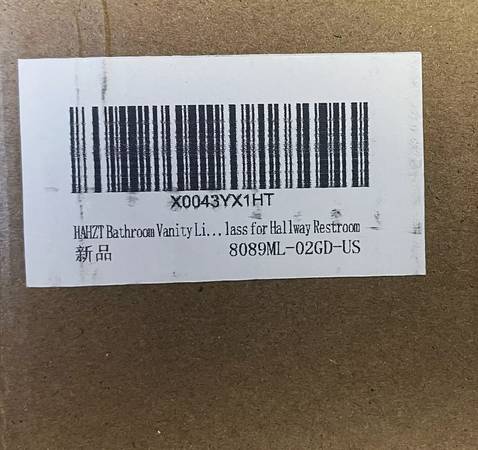 X0043YX1HT
HAHZT Bathroom Vanity Li...lass for Hallway Restroom
新品 8089ML-02GD-US